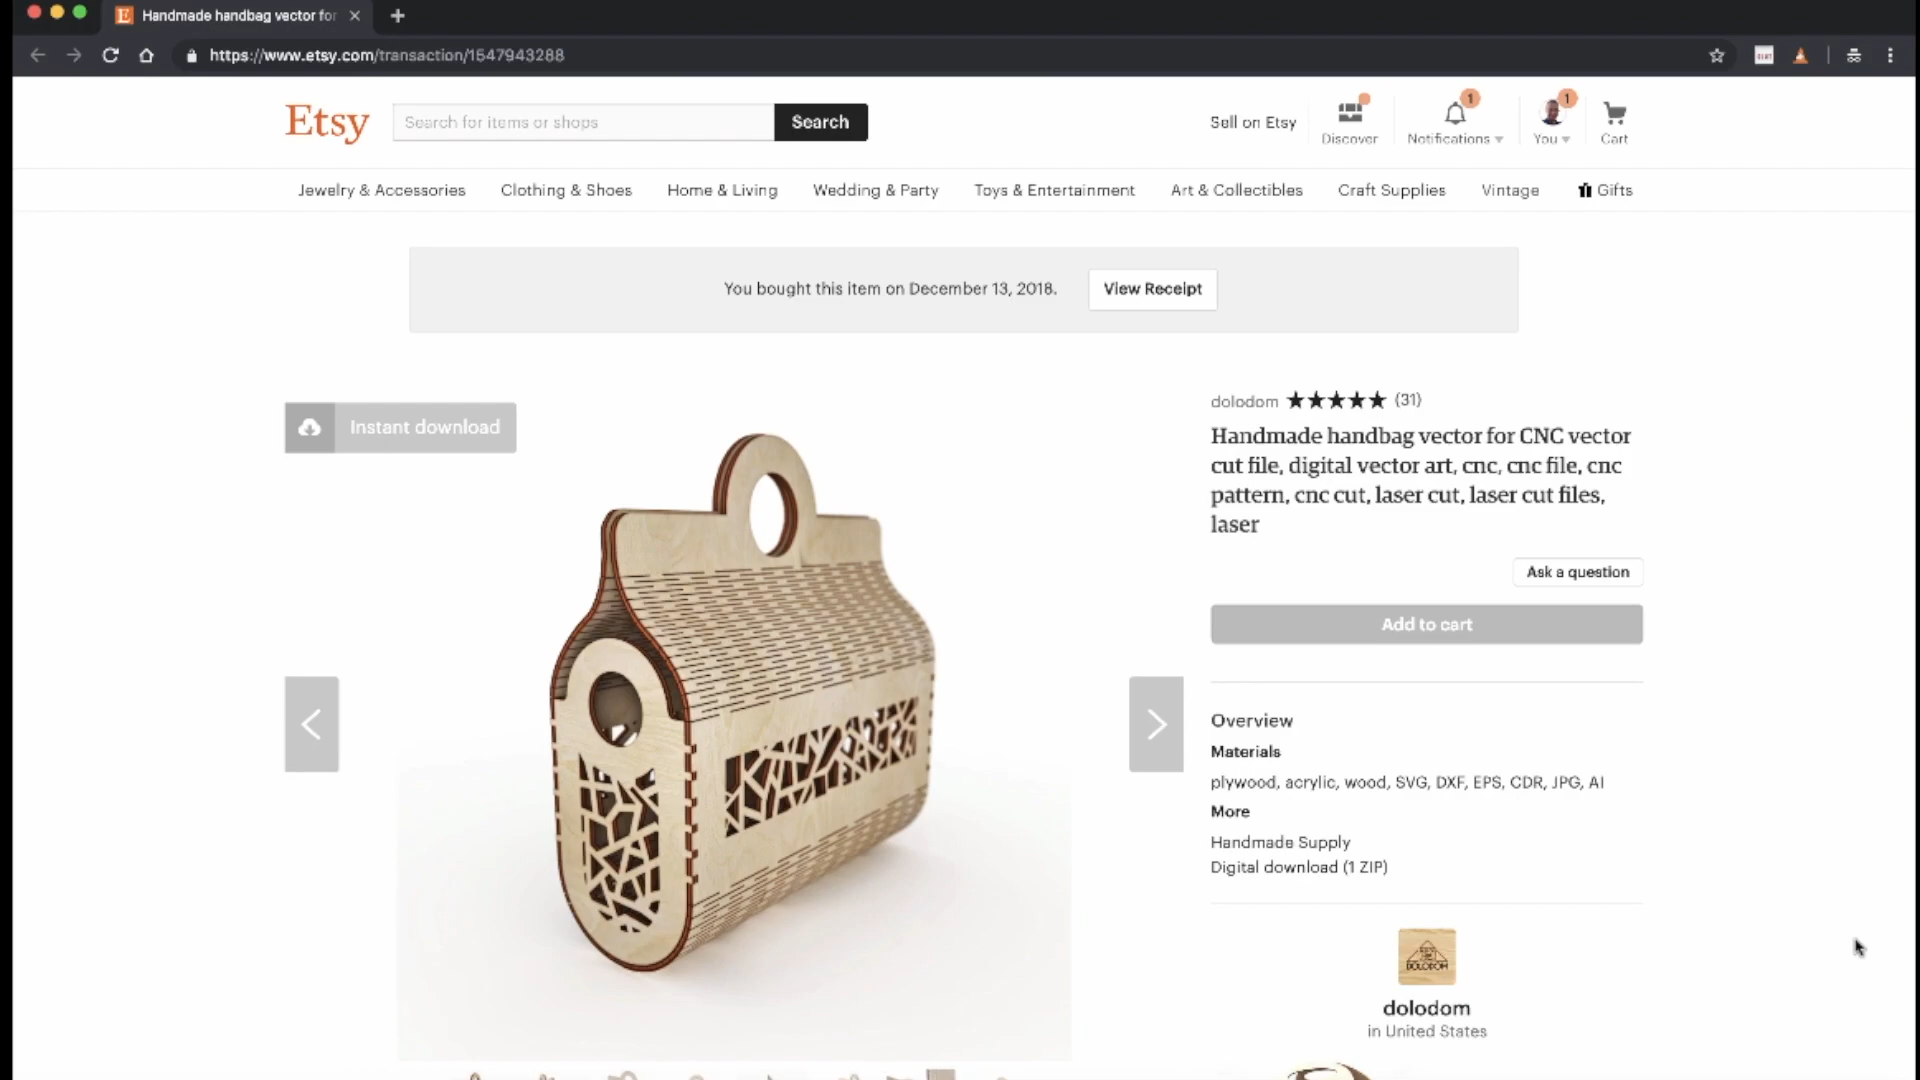 Handmade handbag vector for
https://www.etsy.com/transaction/1547943288
Etsy
Search for items or shops
Search
Sell on Etsy
Discover
1
Notifications
1
You
Cart
Jewelry & Accessories
Clothing & Shoes
Home & Living
Wedding & Party
Toys & Entertainment
Art & Collectibles
Craft Supplies
Vintage
Gifts
You bought this item on December 13, 2018.
View Receipt
Instant download
dolodom ★★★★★ (31)
Handmade handbag vector for CNC vector
cut file, digital vector art, cnc, cnc file, cnc
pattern, cnc cut, laser cut, laser cut files,
laser
Ask a question
Add to cart
Overview
Materials
plywood, acrylic, wood, SVG, DXF, EPS, CDR, JPG, AI
More
Handmade Supply
Digital download (1 ZIP)
DOLODOM
dolodom
in United States